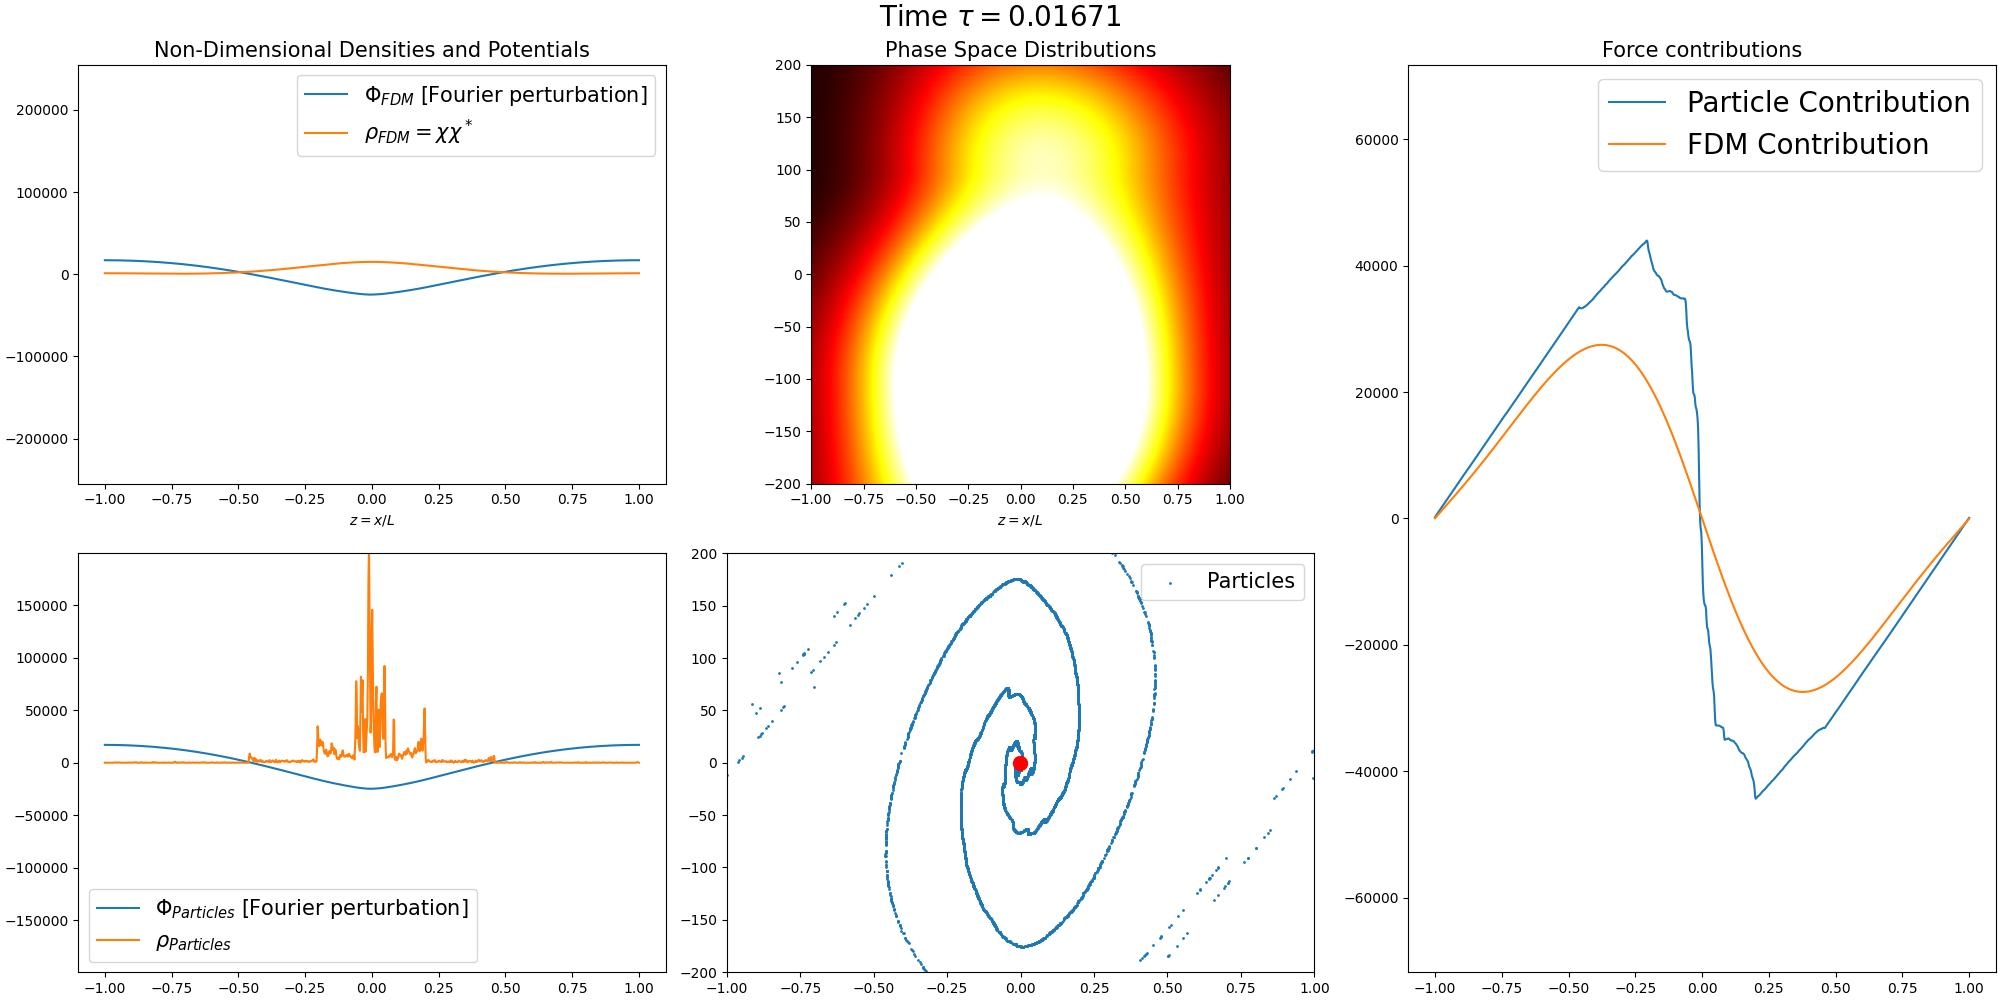 Time τ = 0.01671
Non-Dimensional Densities and Potentials
Φ_FDM [Fourier perturbation]
ρ_FDM = χχ*
200000
100000
0
−100000
−200000
−1.00 −0.75 −0.50 −0.25 0.00 0.25 0.50 0.75 1.00
z = x/L
Phase Space Distributions
200
150
100
50
0
−50
−100
−150
−200
−1.00 −0.75 −0.50 −0.25 0.00 0.25 0.50 0.75 1.00
z = x/L
Force contributions
Particle Contribution
FDM Contribution
60000
40000
20000
0
−20000
−40000
−60000
−1.00 −0.75 −0.50 −0.25 0.00 0.25 0.50 0.75 1.00
150000
100000
50000
0
−50000
−100000
−150000
Φ_Particles [Fourier perturbation]
ρ_Particles
−1.00 −0.75 −0.50 −0.25 0.00 0.25 0.50 0.75 1.00
Particles
200
150
100
50
0
−50
−100
−150
−200
−1.00 −0.75 −0.50 −0.25 0.00 0.25 0.50 0.75 1.00